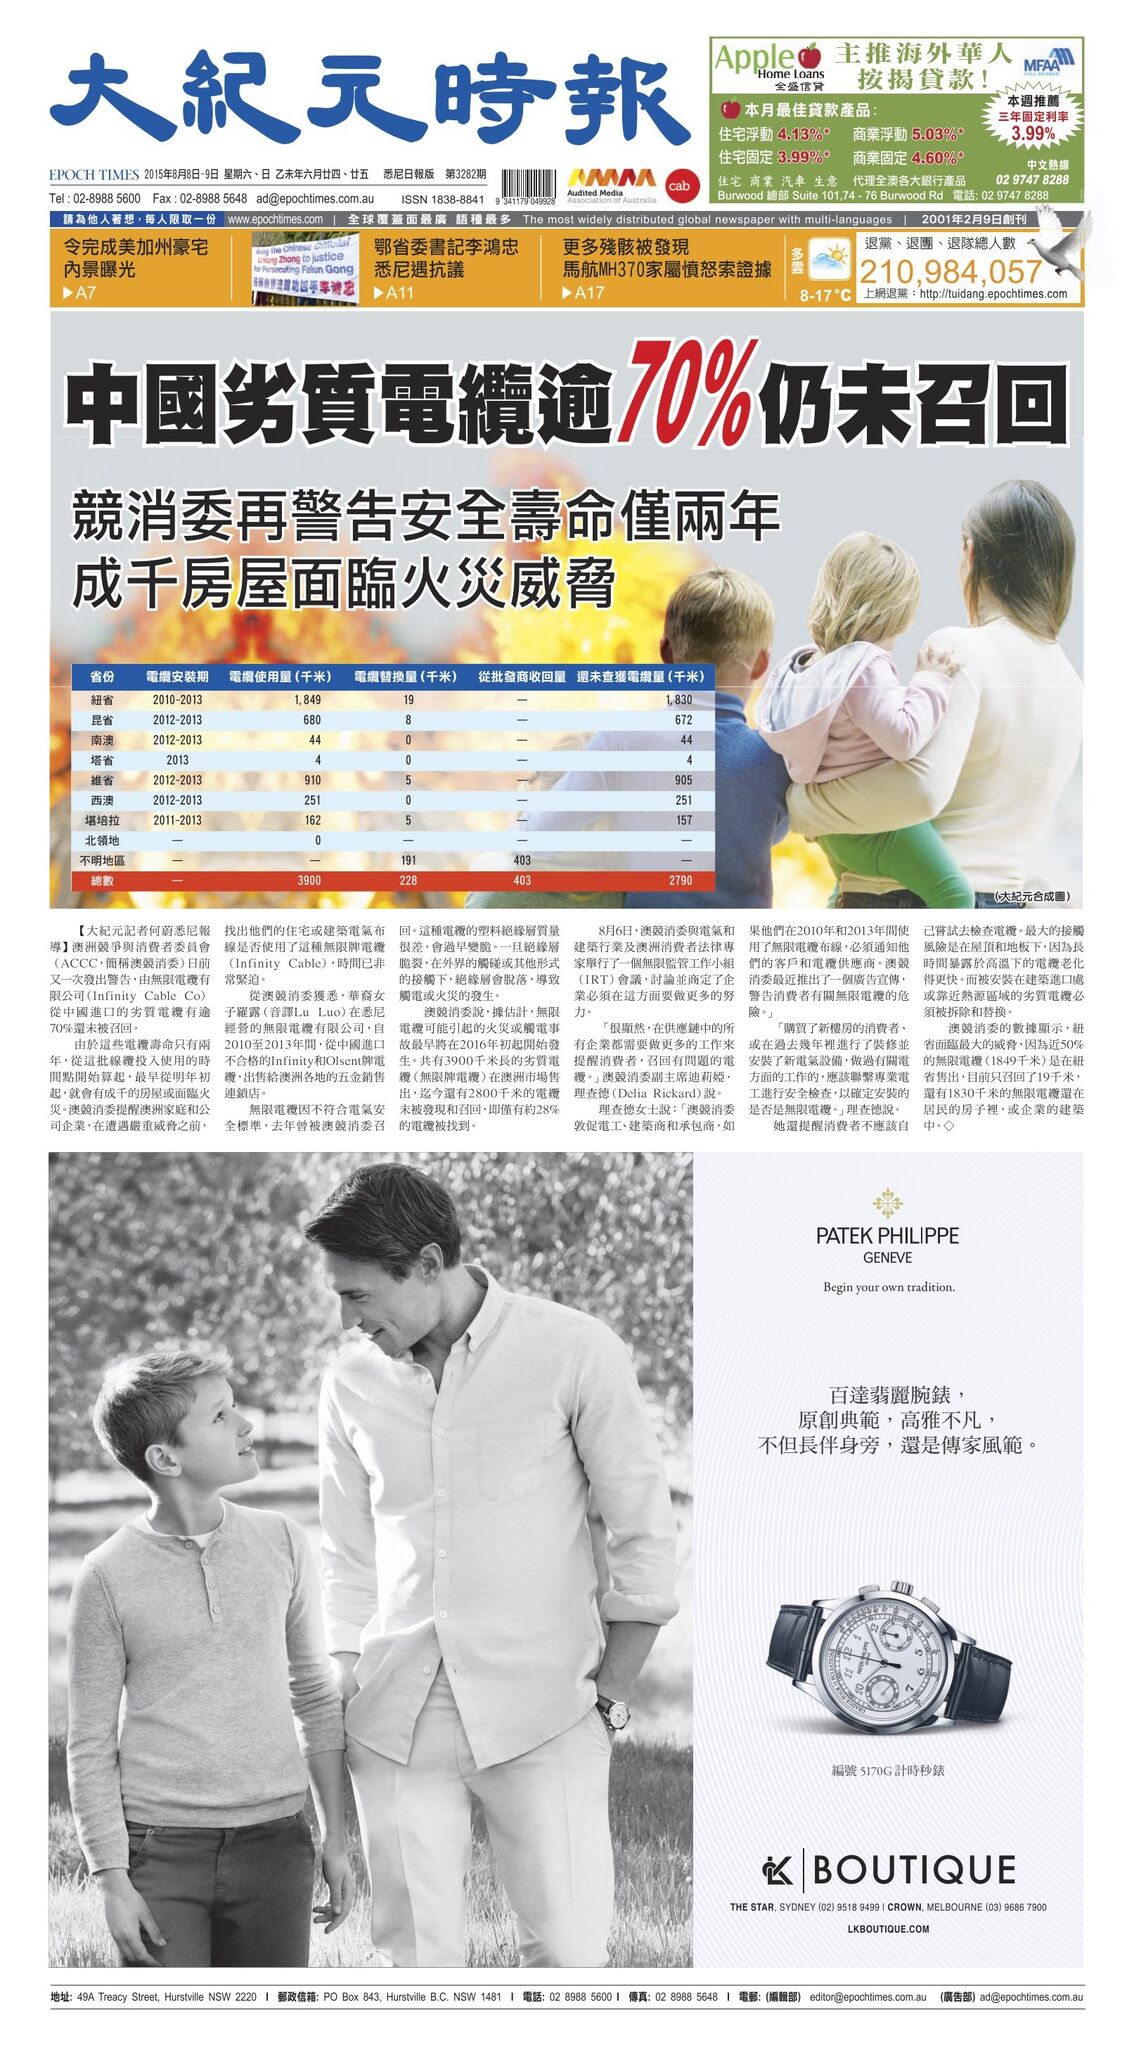 大紀元時報
EPOCH TIMES 2015年8月8日-9日 星期六、日 乙未年六月廿四、廿五 悉尼日報版 第3282期
Tel : 02-8988 5600 Fax : 02-8988 5648 ad@epochtimes.com.au ISSN 1838-8841
9 341179 049928
Audited Media
Association of Australia
cab
Apple
Home Loans
全盛信貸
主推海外華人
按揭貸款!
MFAA
FULL MEMBER
本月最佳貸款產品:
住宅浮動 4.13%* 商業浮動 5.03%*
住宅固定 3.99%* 商業固定 4.60%*
本週推薦
三年固定利率
3.99%
中文熱線
02 9747 8288
住宅 商業 汽車 生意 代理全澳各大銀行產品
Burwood 總部 Suite 101,74 - 76 Burwood Rd 電話: 02 9747 8288
請為他人著想,每人限取一份 www.epochtimes.com | 全球覆蓋面最廣 語種最多 The most widely distributed global newspaper with multi-languages | 2001年2月9日創刊
令完成美加州豪宅
內景曝光
▶A7
Bring The Chinese Official
Li Hong Zhong to justice
for Persecuting Falun Gong
鄂省委書記李鴻忠
悉尼遇抗議
▶A11
更多殘骸被發現
馬航MH370家屬憤怒索證據
▶A17
多雲
8-17°C
退黨、退團、退隊總人數
210,984,057
上網退黨:http://tuidang.epochtimes.com
中國劣質電纜逾70%仍未召回
競消委再警告安全壽命僅兩年
成千房屋面臨火災威脅
省份 電纜安裝期 電纜使用量(千米) 電纜替換量(千米) 從批發商收回量 還未查獲電纜量(千米)
紐省 2010-2013 1,849 19 — 1,830
昆省 2012-2013 680 8 — 672
南澳 2012-2013 44 0 — 44
塔省 2013 4 0 — 4
維省 2012-2013 910 5 — 905
西澳 2012-2013 251 0 — 251
堪培拉 2011-2013 162 5 — 157
北領地 — 0 — — —
不明地區 — — 191 403 —
總數 — 3900 228 403 2790
(大紀元合成圖)
【大紀元記者何蔚悉尼報
導】澳洲競爭與消費者委員會
(ACCC,簡稱澳競消委)日前
又一次發出警告,由無限電纜有
限公司(Infinity Cable Co)
從中國進口的劣質電纜有逾
70%還未被召回。
由於這些電纜壽命只有兩
年,從這批線纜投入使用的時
間點開始算起,最早從明年初
起,就會有成千的房屋或面臨火
災。澳競消委提醒澳洲家庭和公
司企業,在遭遇嚴重威脅之前,
找出他們的住宅或建築電氣布
線是否使用了這種無限牌電纜
(Infinity Cable),時間已非
常緊迫。
從澳競消委獲悉,華裔女
子羅露(音譯Lu Luo)在悉尼
經營的無限電纜有限公司,自
2010至2013年間,從中國進口
不合格的Infinity和Olsent牌電
纜,出售給澳洲各地的五金銷售
連鎖店。
無限電纜因不符合電氣安
全標準,去年曾被澳競消委召
回。這種電纜的塑料絕緣層質量
很差,會過早變脆。一旦絕緣層
脆裂,在外界的觸碰或其他形式
的接觸下,絕緣層會脫落,導致
觸電或火災的發生。
澳競消委說,據估計,無限
電纜可能引起的火災或觸電事
故最早將在2016年初起開始發
生。共有3900千米長的劣質電
纜(無限牌電纜)在澳洲市場售
出,迄今還有2800千米的電纜
未被發現和召回,即僅有約28%
的電纜被找到。
8月6日,澳競消委與電氣和
建築行業及澳洲消費者法律專
家舉行了一個無限監管工作小組
(IRT)會議,討論並商定了企
業必須在這方面要做更多的努
力。
「很顯然,在供應鏈中的所
有企業都需要做更多的工作來
提醒消費者,召回有問題的電
纜。」澳競消委副主席迪莉婭·
理查德(Delia Rickard)說。
理查德女士說:「澳競消委
敦促電工、建築商和承包商,如
果他們在2010年和2013年間使
用了無限電纜布線,必須通知他
們的客戶和電纜供應商。澳競
消委最近推出了一個廣告宣傳,
警告消費者有關無限電纜的危
險。」
「購買了新樓房的消費者、
或在過去幾年裡進行了裝修並
安裝了新電氣設備,做過有關電
方面的工作的,應該聯繫專業電
工進行安全檢查,以確定安裝的
是否是無限電纜。」理查德說。
她還提醒消費者不應該自
己嘗試去檢查電纜。最大的接觸
風險是在屋頂和地板下,因為長
時間暴露於高溫下的電纜老化
得更快。而被安裝在建築進口處
或靠近熱源區域的劣質電纜必
須被拆除和替換。
澳競消委的數據顯示,紐
省面臨最大的威脅,因為近50%
的無限電纜(1849千米)是在紐
省售出,目前只召回了19千米,
還有1830千米的無限電纜還在
居民的房子裡,或企業的建築
中。◇
PATEK PHILIPPE
GENEVE
Begin your own tradition.
百達翡麗腕錶,
原創典範,高雅不凡,
不但長伴身旁,還是傳家風範。
PATEK PHILIPPE
編號 5170G 計時秒錶
LK BOUTIQUE
THE STAR, SYDNEY (02) 9518 9499 | CROWN, MELBOURNE (03) 9686 7900
LKBOUTIQUE.COM
地址: 49A Treacy Street, Hurstville NSW 2220 | 郵政信箱: PO Box 843, Hurstville B.C. NSW 1481 | 電話: 02 8988 5600 | 傳真: 02 8988 5648 | 電郵: (編輯部) editor@epochtimes.com.au (廣告部) ad@epochtimes.com.au